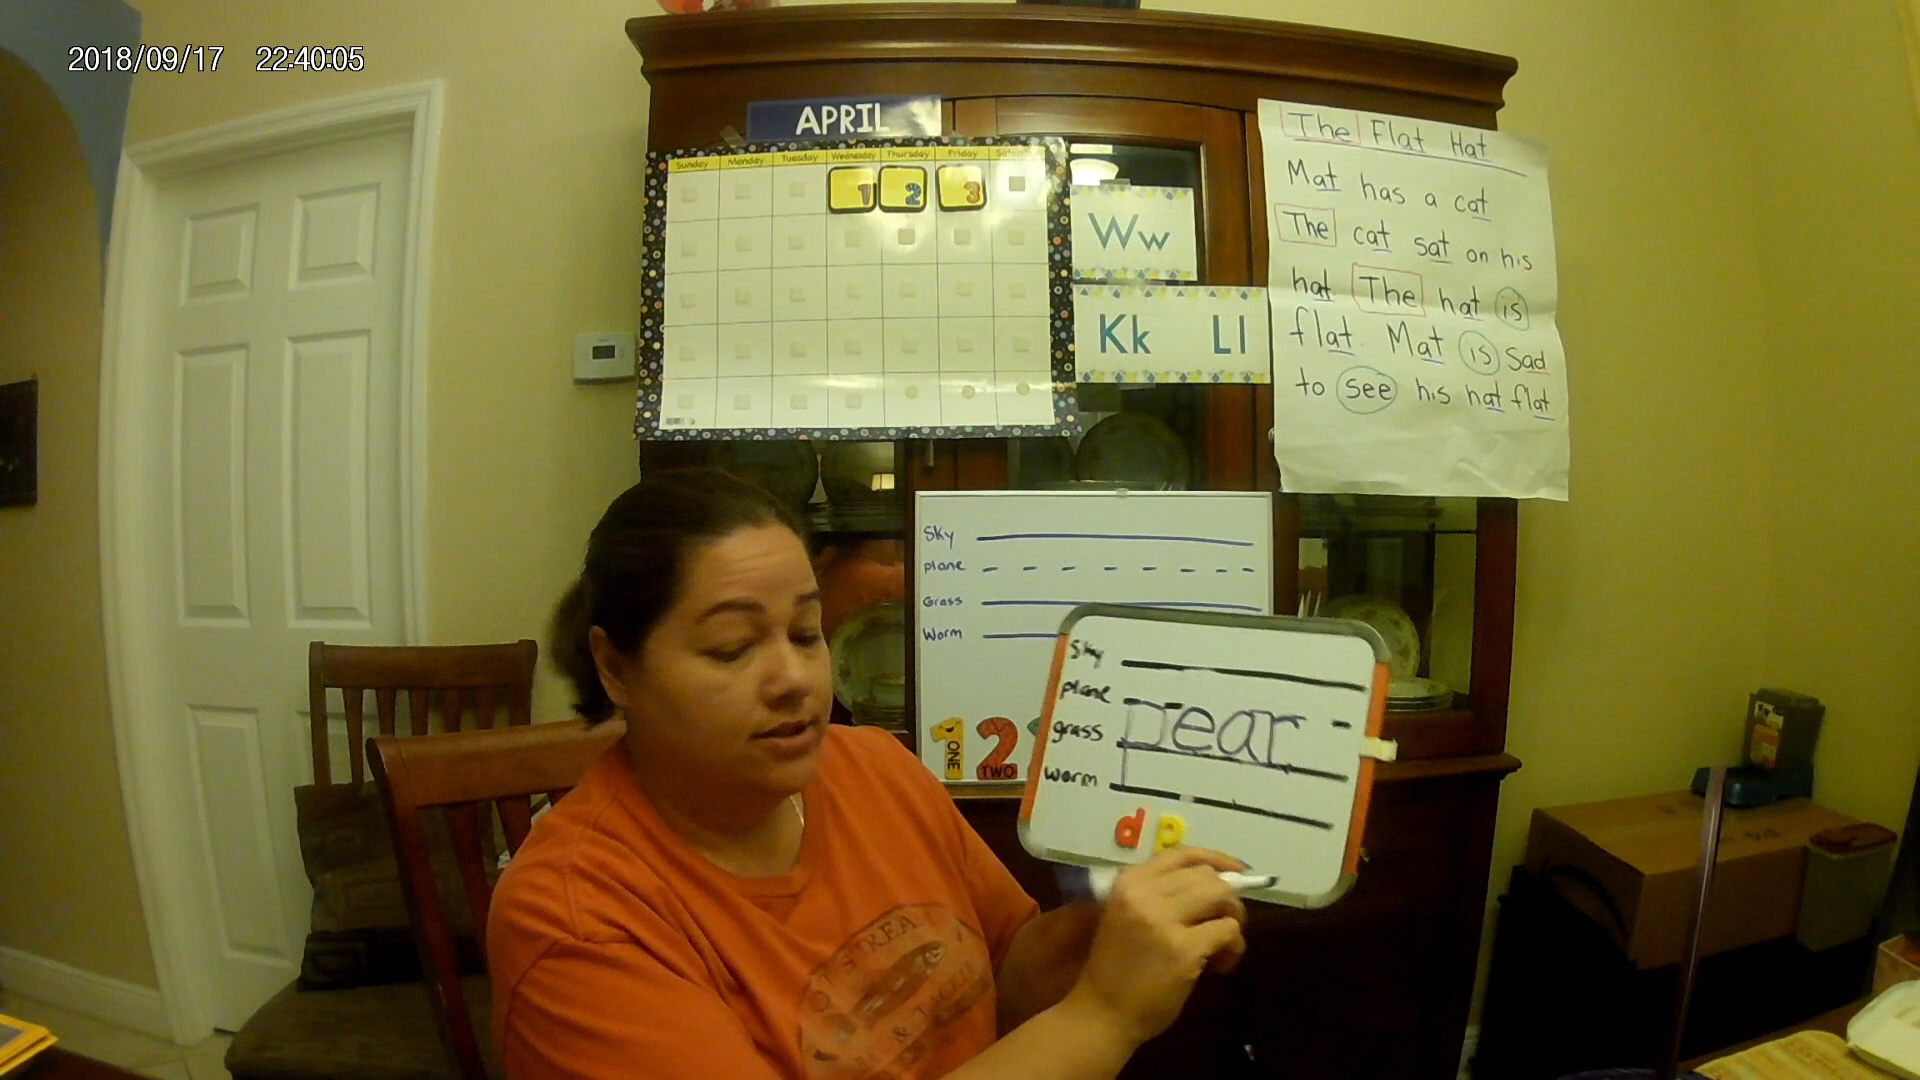 2018/09/17 22:40:05
APRIL
Sunday Monday Tuesday Wednesday Thursday Friday Saturday
1 2 3
Ww
Kk Ll
The Flat Hat
Mat has a cat
The cat sat on his
hat The hat is
flat. Mat is sad
to see his hat flat
Sky
plane
Grass
Worm
1 ONE 2 TWO
Sky
plane
grass
worm
pear
d p